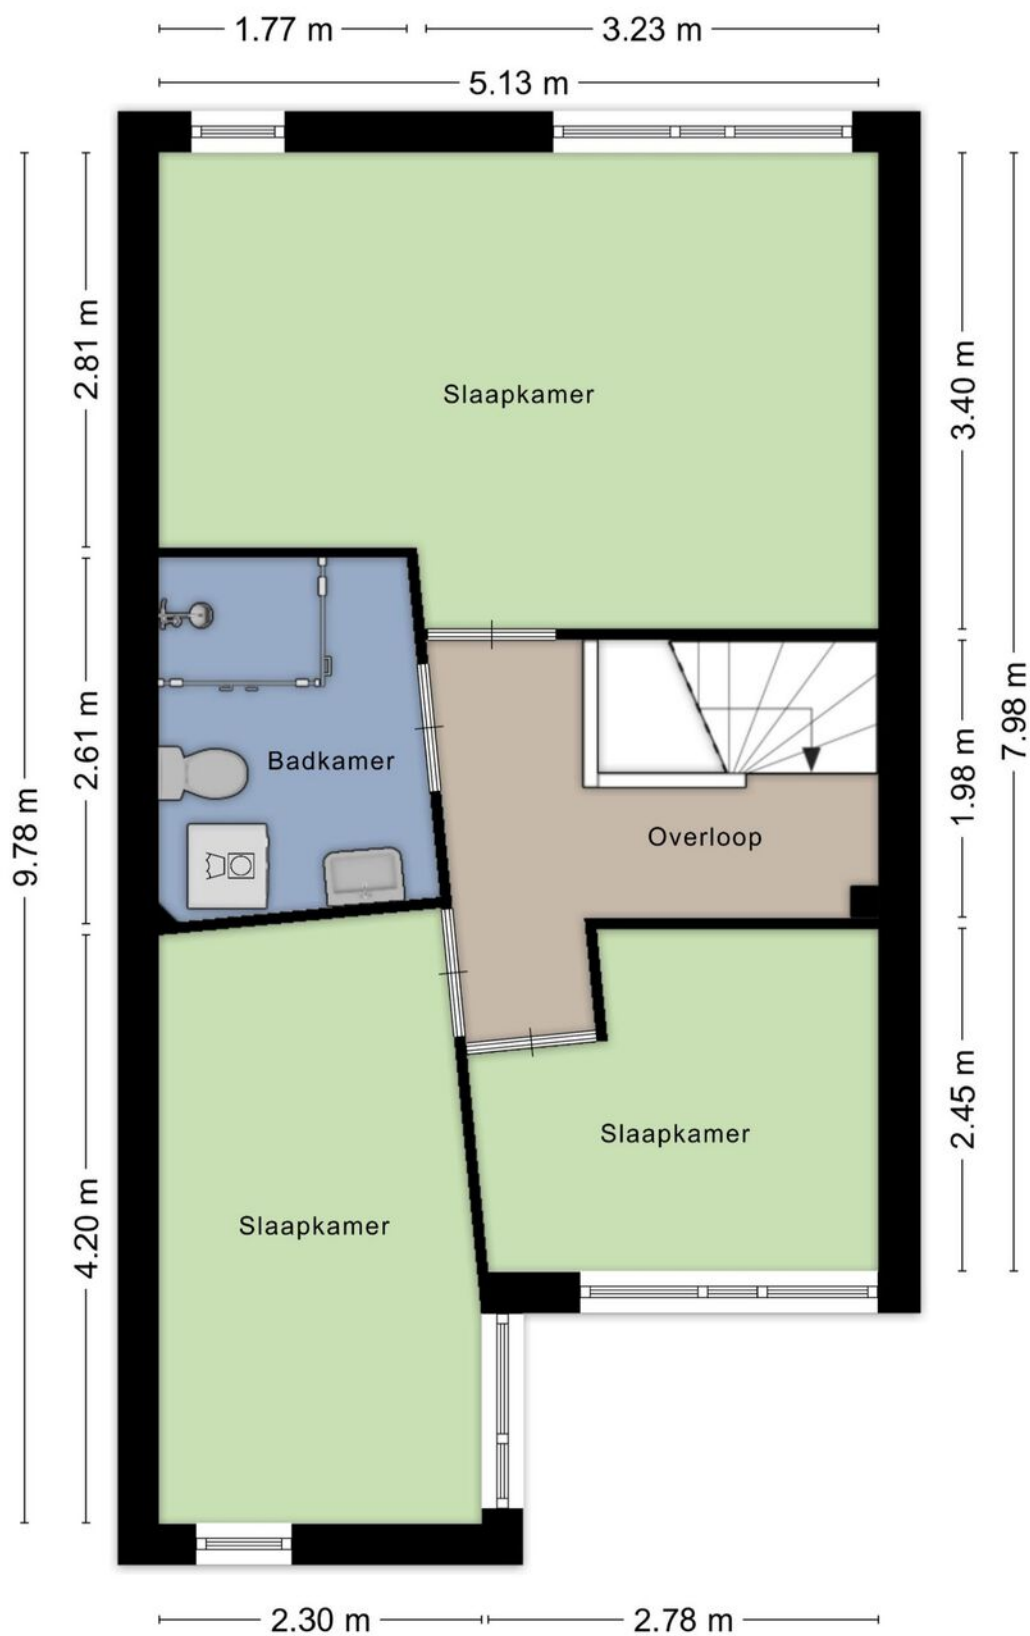 1.77 m
3.23 m
5.13 m
2.81 m
3.40 m
Slaapkamer
2.61 m
Badkamer
7.98 m
1.98 m
9.78 m
Overloop
2.45 m
Slaapkamer
4.20 m
Slaapkamer
2.30 m
2.78 m